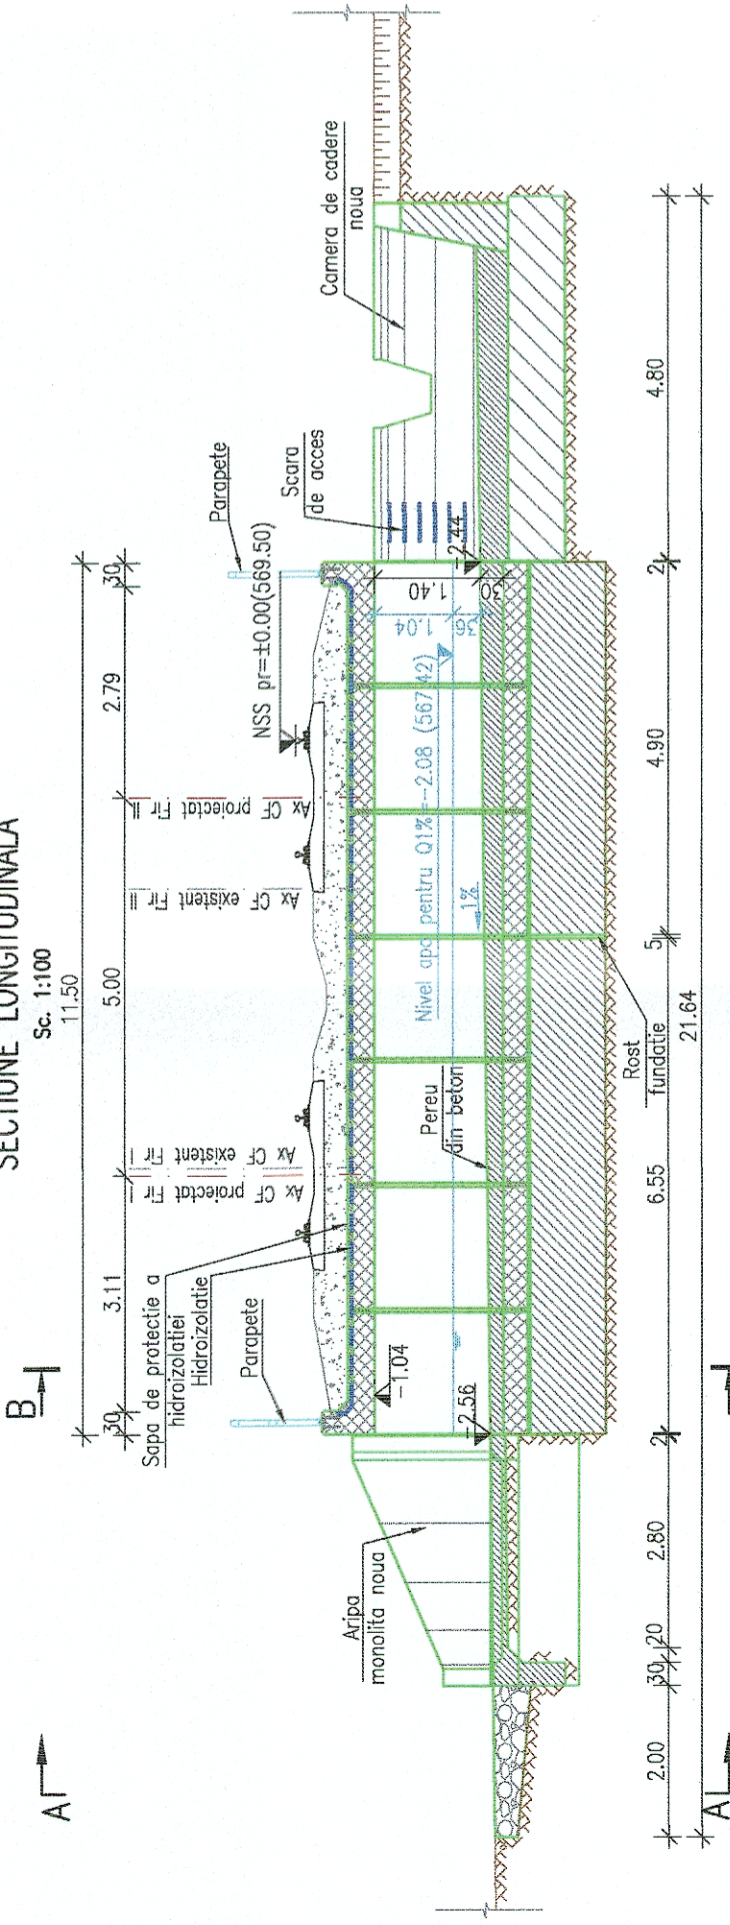 SECTIUNE LONGITUDINALA
Sc. 1:100
11.50
30
3.11
5.00
2.79
30
B
A
Sapa de protectie a
hidroizolatiei
Hidroizolatie
Parapete
Ax CF proiectat Fir I
Ax CF existent Fir I
Ax CF existent Fir II
Ax CF proiectat Fir II
NSS pr=±0.00(569.50)
Parapete
Scara
de acces
Camera de cadere
noua
Aripa
monolita noua
-1.04
-2.56
Pereu
din beton
Nivel apa pentru Q1%=-2.08 (567.42)
1%
1.04
36
1.40
30
-2.44
Rost
fundatie
2.00
30
20
2.80
2
6.55
5
4.90
2
4.80
21.64
A